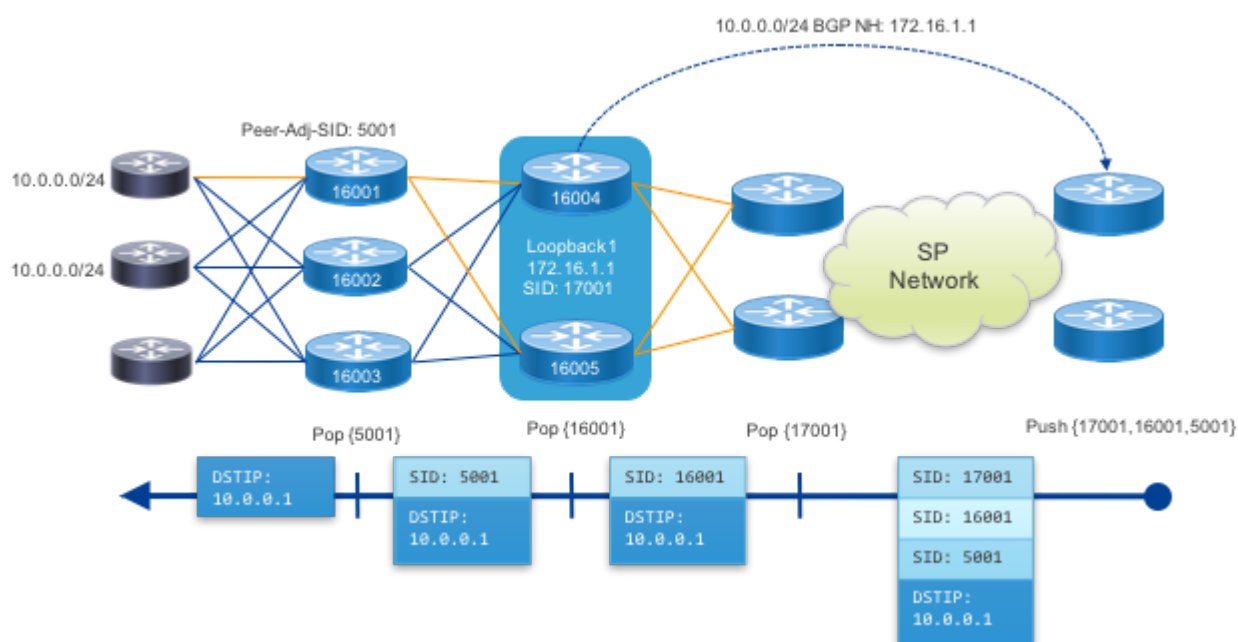 10.0.0.0/24 BGP NH: 172.16.1.1
Peer-Adj-SID: 5001
10.0.0.0/24
16001
16004
10.0.0.0/24
16002
Loopback1
172.16.1.1
SID: 17001
SP
Network
16003
16005
Pop {5001}
Pop {16001}
Pop {17001}
Push {17001,16001,5001}
DSTIP:
10.0.0.1
SID: 5001
DSTIP:
10.0.0.1
SID: 16001
DSTIP:
10.0.0.1
SID: 17001
SID: 16001
SID: 5001
DSTIP:
10.0.0.1